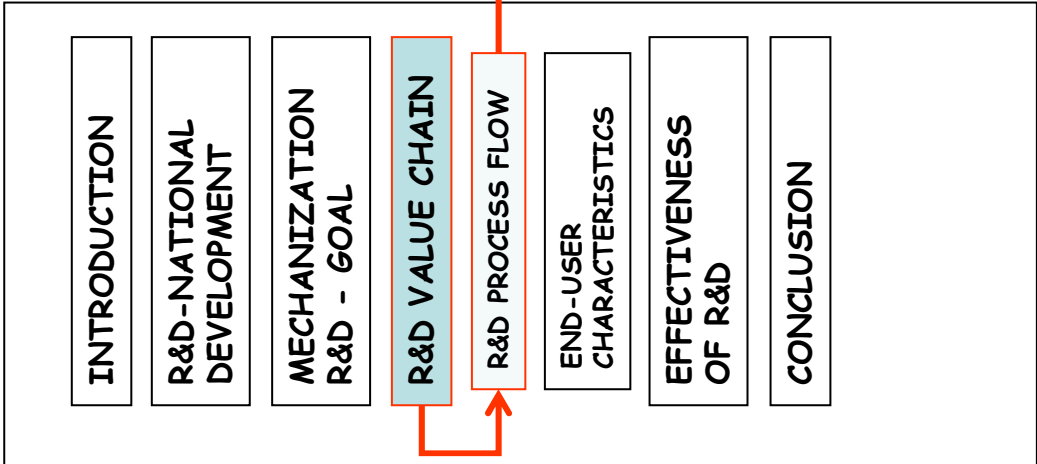 INTRODUCTION
R&D-NATIONAL
DEVELOPMENT
MECHANIZATION
R&D - GOAL
R&D VALUE CHAIN
R&D PROCESS FLOW
END-USER
CHARACTERISTICS
EFFECTIVENESS
OF R&D
CONCLUSION